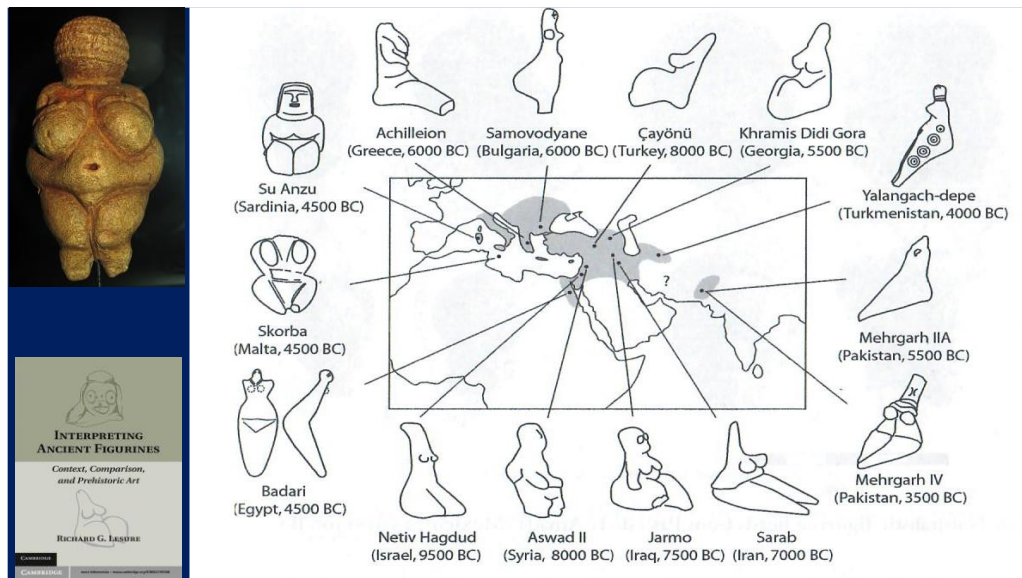 Achilleion
(Greece, 6000 BC)
Samovodyane
(Bulgaria, 6000 BC)
Çayönü
(Turkey, 8000 BC)
Khramis Didi Gora
(Georgia, 5500 BC)
Su Anzu
(Sardinia, 4500 BC)
Yalangach-depe
(Turkmenistan, 4000 BC)
?
Skorba
(Malta, 4500 BC)
Mehrgarh IIA
(Pakistan, 5500 BC)
Badari
(Egypt, 4500 BC)
Mehrgarh IV
(Pakistan, 3500 BC)
Netiv Hagdud
(Israel, 9500 BC)
Aswad II
(Syria, 8000 BC)
Jarmo
(Iraq, 7500 BC)
Sarab
(Iran, 7000 BC)
INTERPRETING
ANCIENT FIGURINES
Context, Comparison,
and Prehistoric Art
RICHARD G. LESURE
CAMBRIDGE
CAMBRIDGE